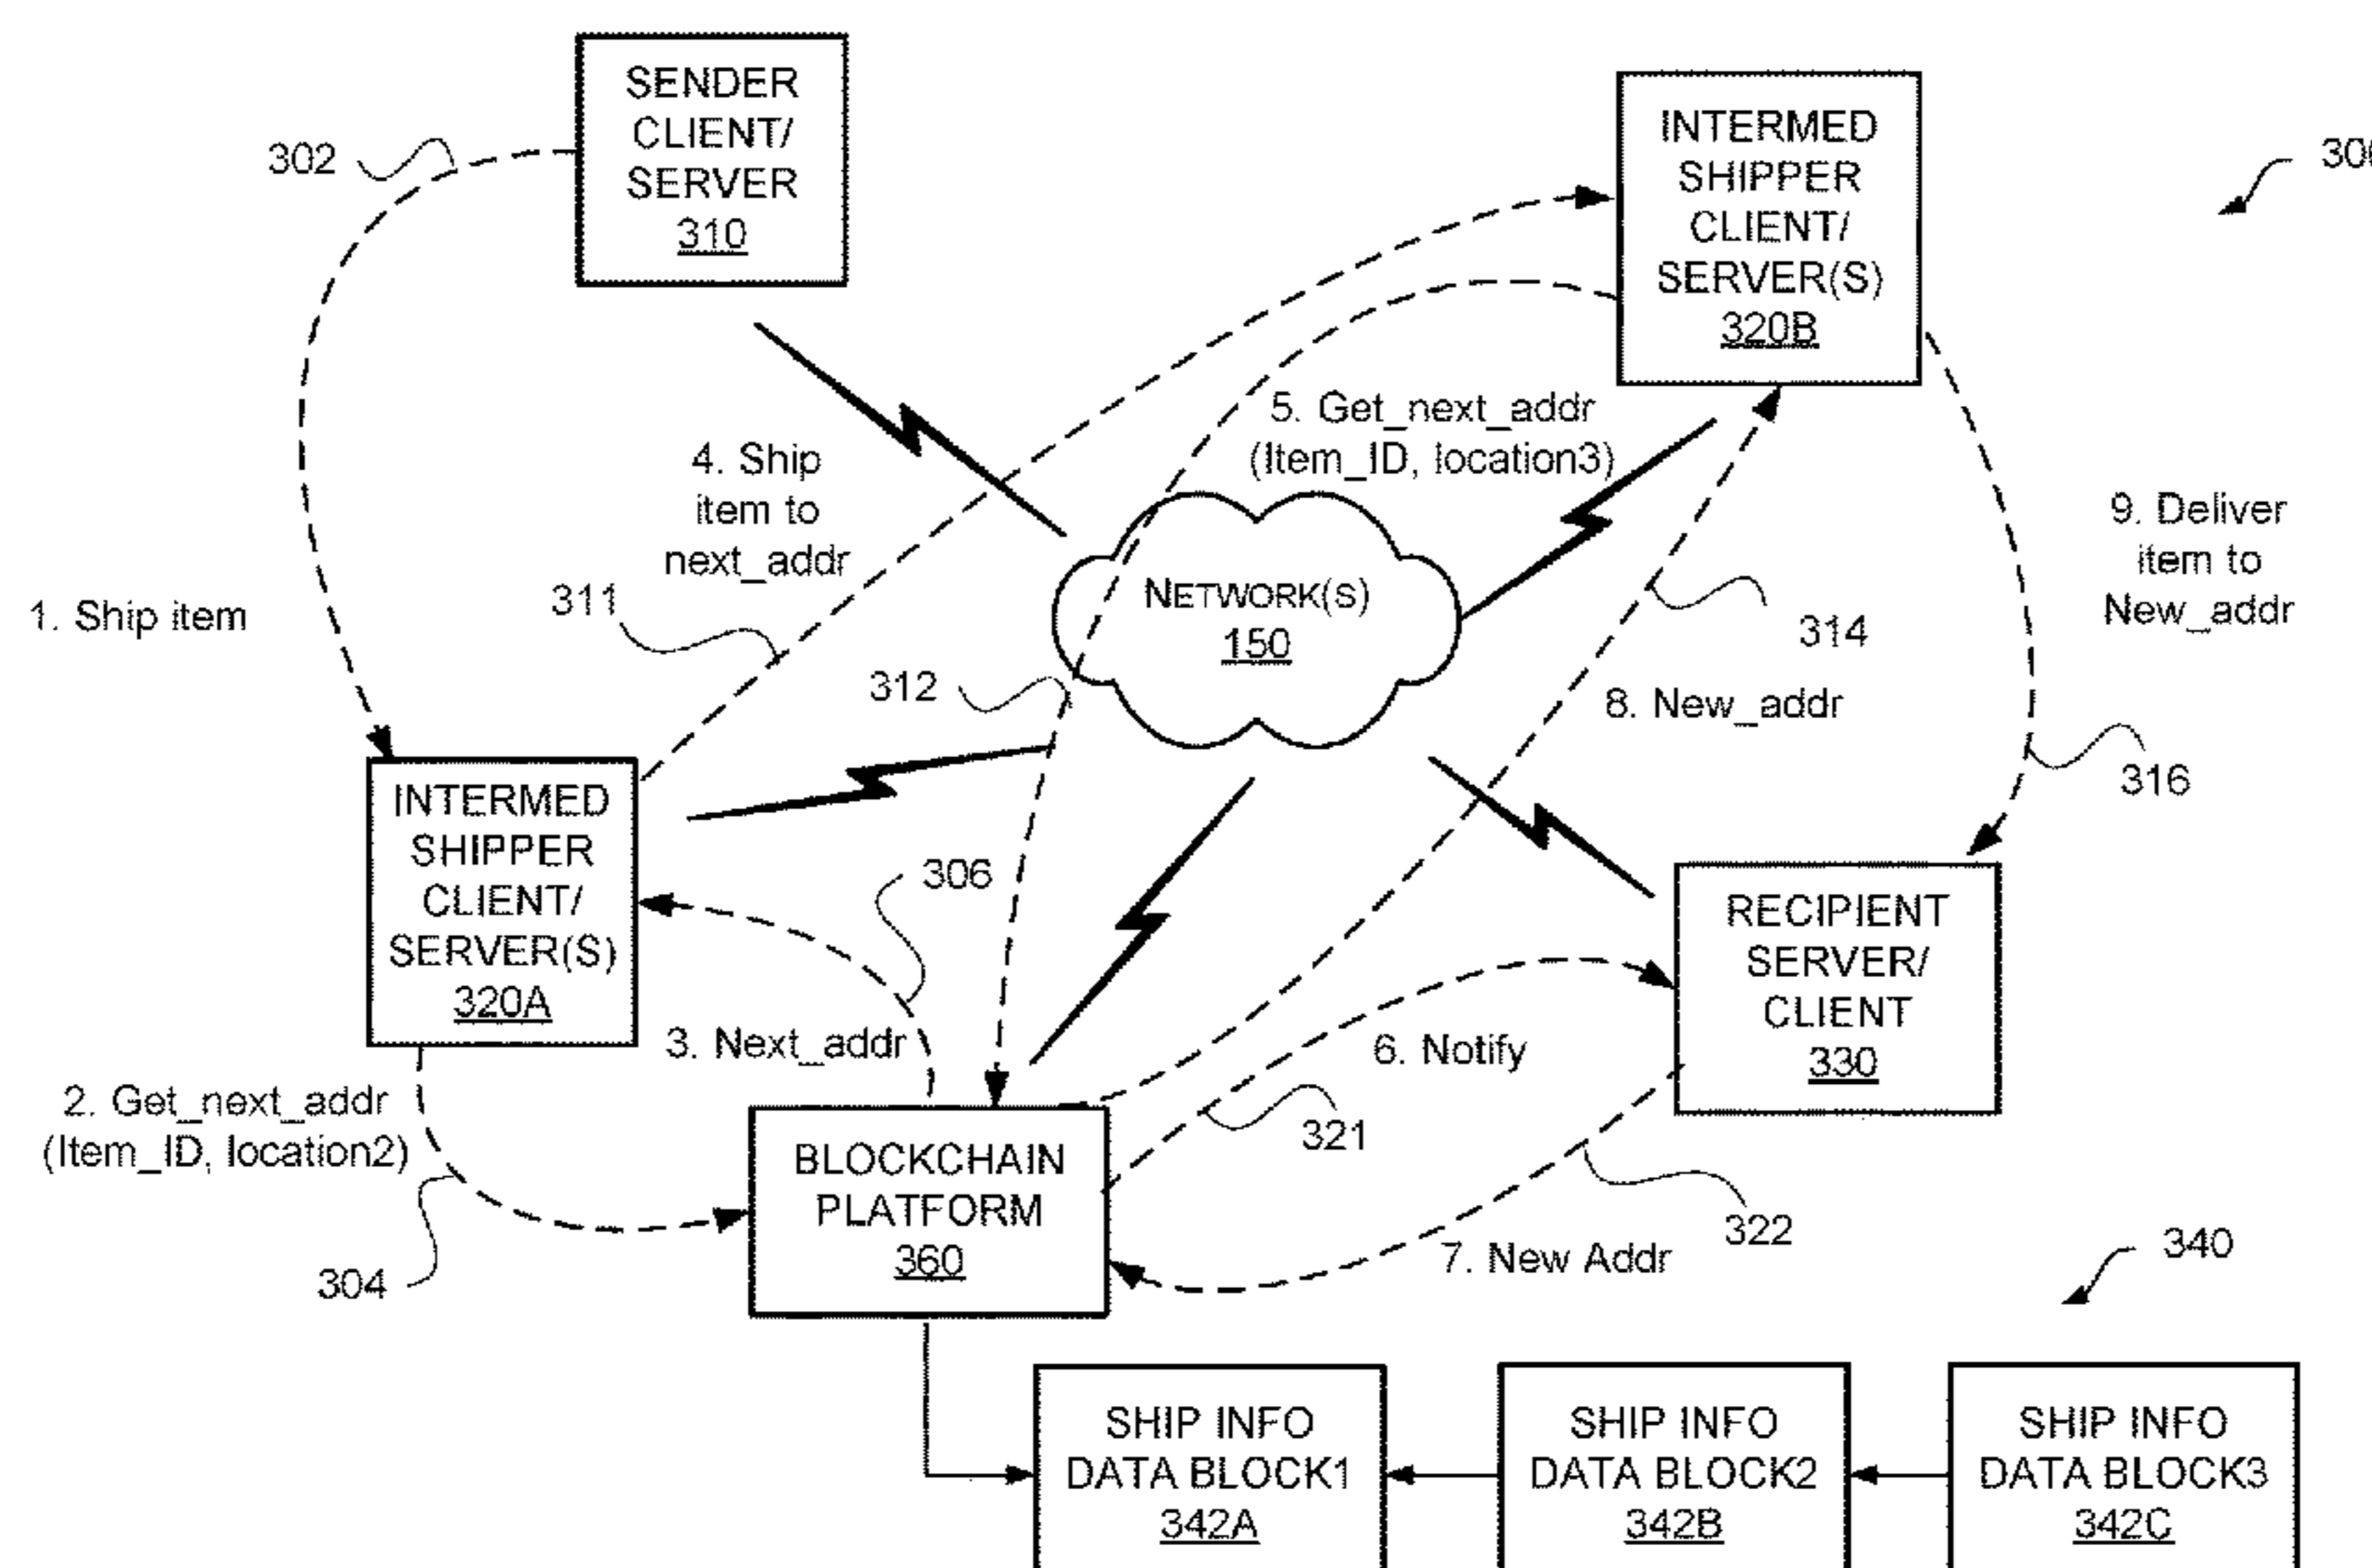 SENDER
CLIENT/
SERVER
310
302
INTERMED
SHIPPER
CLIENT/
SERVER(S)
320B
1. Ship item
4. Ship
item to
next_addr
311
5. Get_next_addr
(Item_ID, location3)
NETWORK(S)
150
312
314
8. New_addr
9. Deliver
item to
New_addr
316
INTERMED
SHIPPER
CLIENT/
SERVER(S)
320A
306
3. Next_addr
2. Get_next_addr
(Item_ID, location2)
304
RECIPIENT
SERVER/
CLIENT
330
6. Notify
321
BLOCKCHAIN
PLATFORM
360
322
7. New Addr
340
SHIP INFO
DATA BLOCK1
342A
SHIP INFO
DATA BLOCK2
342B
SHIP INFO
DATA BLOCK3
342C